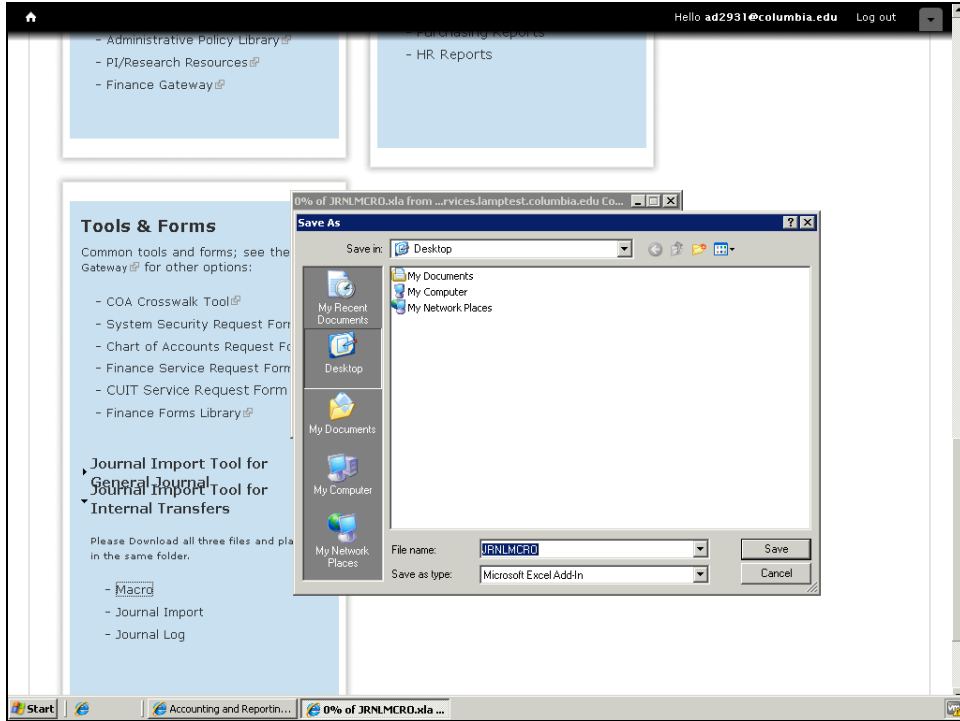 Hello ad2931@columbia.edu Log out
- Administrative Policy Library
- PI/Research Resources
- Finance Gateway
- Purchasing Reports
- HR Reports
Tools & Forms
Common tools and forms; see the
Gateway for other options:
- COA Crosswalk Tool
- System Security Request For
- Chart of Accounts Request Fo
- Finance Service Request Form
- CUIT Service Request Form
- Finance Forms Library
Journal Import Tool for
General Journal
Journal Import Tool for
Internal Transfers
Please Download all three files and pla
in the same folder.
- Macro
- Journal Import
- Journal Log
0% of JRNLMCRO.xla from ...rvices.lamptest.columbia.edu Co...
Save As
Save in: Desktop
My Recent
Documents
Desktop
My Documents
My Computer
My Network
Places
My Documents
My Computer
My Network Places
File name: JRNLMCRO Save
Save as type: Microsoft Excel Add-In Cancel
Start Accounting and Reportin... 0% of JRNLMCRO.xla ...